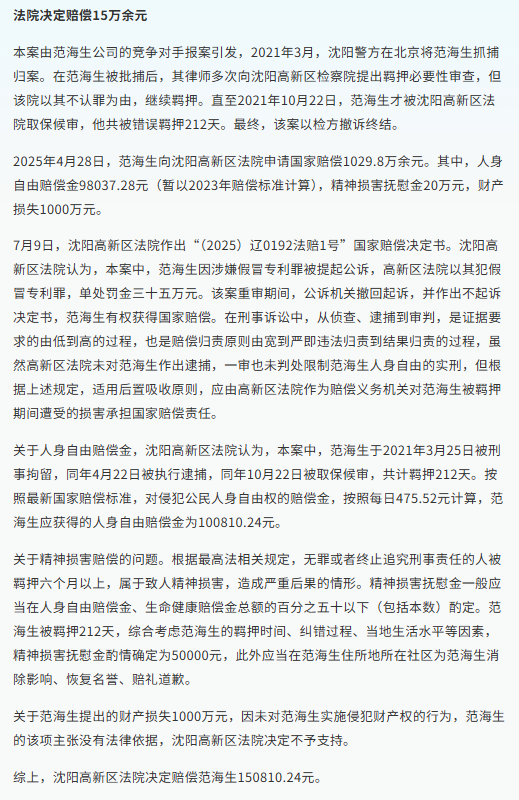 法院决定赔偿15万余元
本案由范海生公司的竞争对手报案引发，2021年3月，沈阳警方在北京将范海生抓捕
归案。在范海生被批捕后，其律师多次向沈阳高新区检察院提出羁押必要性审查，但
该院以其不认罪为由，继续羁押。直至2021年10月22日，范海生才被沈阳高新区法
院取保候审，他共被错误羁押212天。最终，该案以检方撤诉终结。
2025年4月28日，范海生向沈阳高新区法院申请国家赔偿1029.8万余元。其中，人身
自由赔偿金98037.28元（暂以2023年赔偿标准计算），精神损害抚慰金20万元，财产
损失1000万元。
7月9日，沈阳高新区法院作出“（2025）辽0192法赔1号”国家赔偿决定书。沈阳高
新区法院认为，本案中，范海生因涉嫌假冒专利罪被提起公诉，高新区法院以其犯假
冒专利罪，单处罚金三十五万元。该案重审期间，公诉机关撤回起诉，并作出不起诉
决定书，范海生有权获得国家赔偿。在刑事诉讼中，从侦查、逮捕到审判，是证据要
求的由低到高的过程，也是赔偿归责原则由宽到严即违法归责到结果归责的过程，虽
然高新区法院未对范海生作出逮捕，一审也未判处限制范海生人身自由的实刑，但根
据上述规定，适用后置吸收原则，应由高新区法院作为赔偿义务机关对范海生被羁押
期间遭受的损害承担国家赔偿责任。
关于人身自由赔偿金，沈阳高新区法院认为，本案中，范海生于2021年3月25日被刑
事拘留，同年4月22日被执行逮捕，同年10月22日被取保候审，共计羁押212天。按
照最新国家赔偿标准，对侵犯公民人身自由权的赔偿金，按照每日475.52元计算，范
海生应获得的人身自由赔偿金为100810.24元。
关于精神损害赔偿的问题。根据最高法相关规定，无罪或者终止追究刑事责任的人被
羁押六个月以上，属于致人精神损害，造成严重后果的情形。精神损害抚慰金一般应
当在人身自由赔偿金、生命健康赔偿金总额的百分之五十以下（包括本数）酌定。范
海生被羁押212天，综合考虑范海生的羁押时间、纠错过程、当地生活水平等因素，
精神损害抚慰金酌情确定为50000元，此外应当在范海生住所地所在社区为范海生消
除影响、恢复名誉、赔礼道歉。
关于范海生提出的财产损失1000万元，因未对范海生实施侵犯财产权的行为，范海生
的该项主张没有法律依据，沈阳高新区法院决定不予支持。
综上，沈阳高新区法院决定赔偿范海生150810.24元。